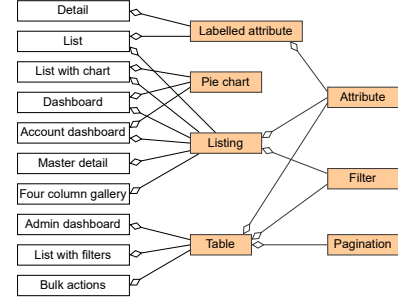 Detail
List
List with chart
Dashboard
Account dashboard
Master detail
Four column gallery
Admin dashboard
List with filters
Bulk actions
Labelled attribute
Pie chart
Listing
Table
Attribute
Filter
Pagination